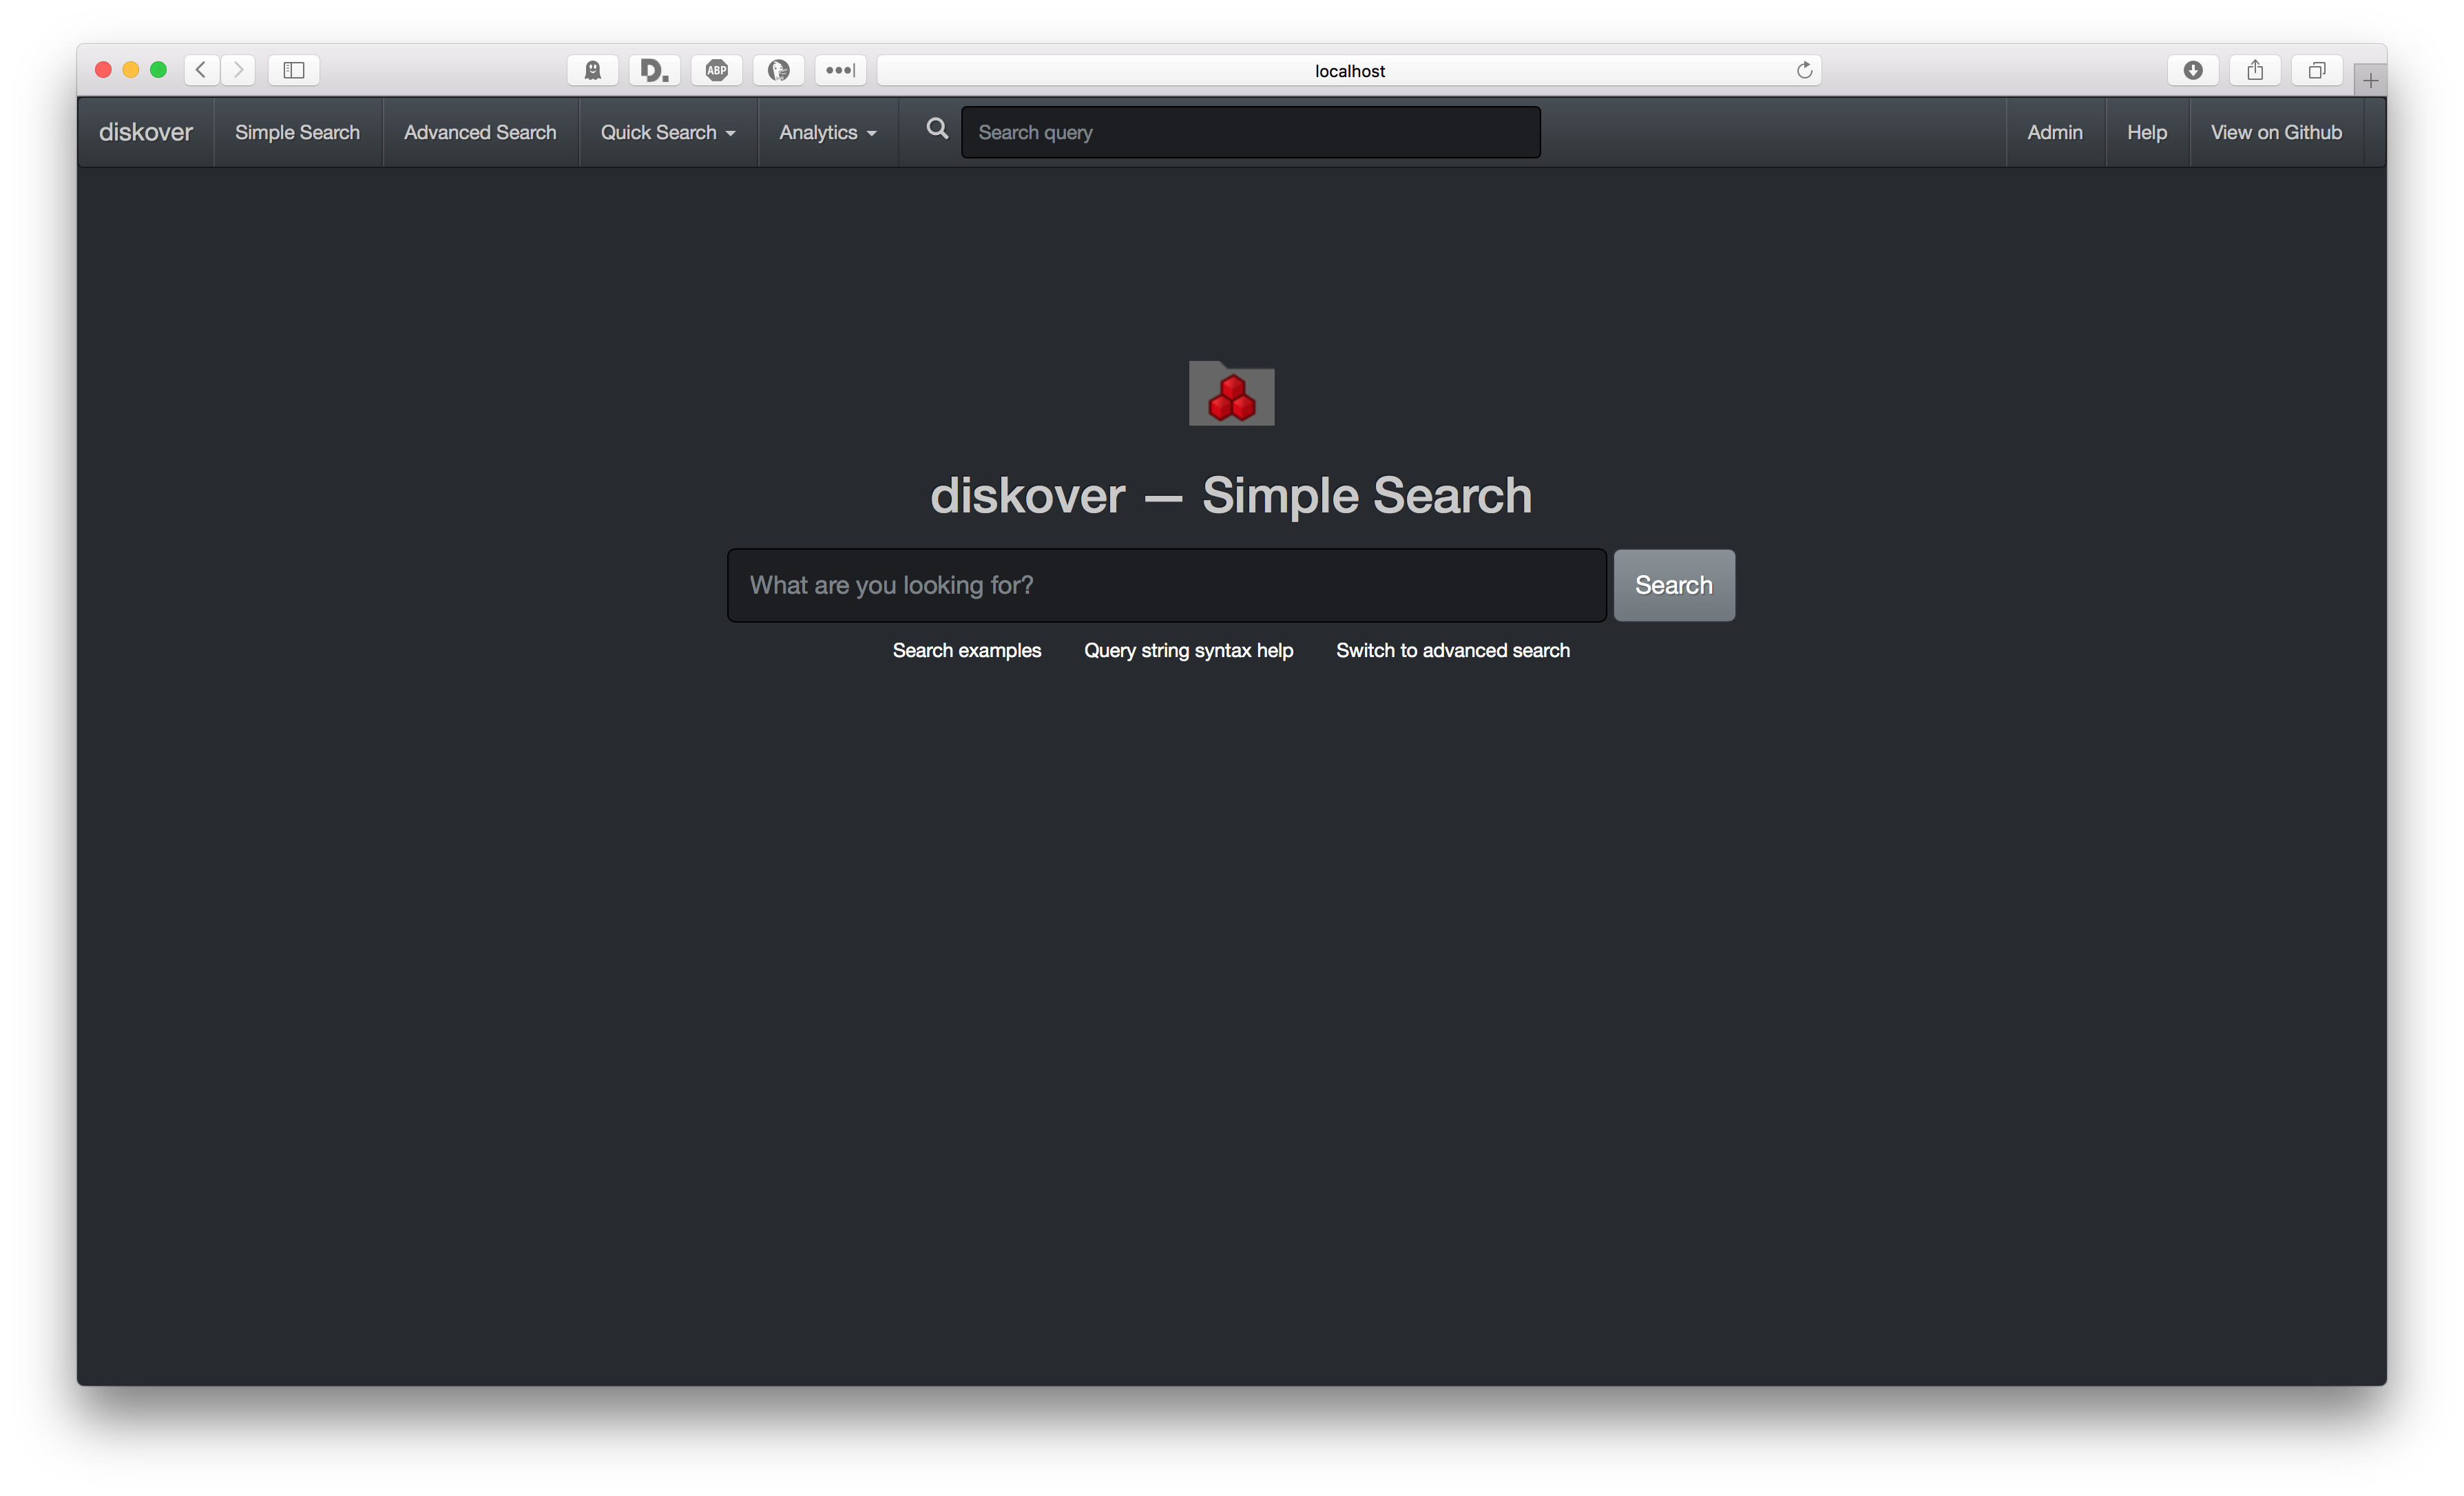 D. ABP localhost
diskover Simple Search Advanced Search Quick Search Analytics Search query Admin Help View on Github
diskover — Simple Search
What are you looking for? Search
Search examples Query string syntax help Switch to advanced search